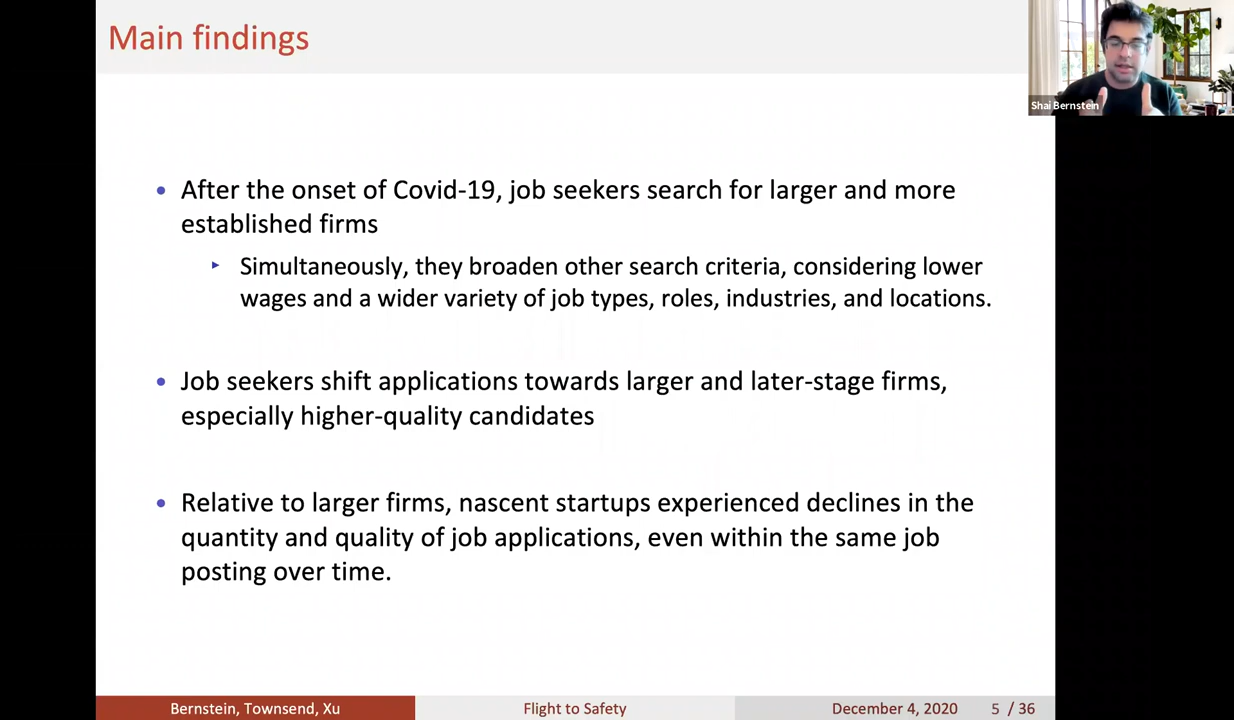 Main findings
Shai Bernstein
• After the onset of Covid-19, job seekers search for larger and more
established firms
▸ Simultaneously, they broaden other search criteria, considering lower
wages and a wider variety of job types, roles, industries, and locations.
• Job seekers shift applications towards larger and later-stage firms,
especially higher-quality candidates
• Relative to larger firms, nascent startups experienced declines in the
quantity and quality of job applications, even within the same job
posting over time.
Bernstein, Townsend, Xu Flight to Safety December 4, 2020 5 / 36